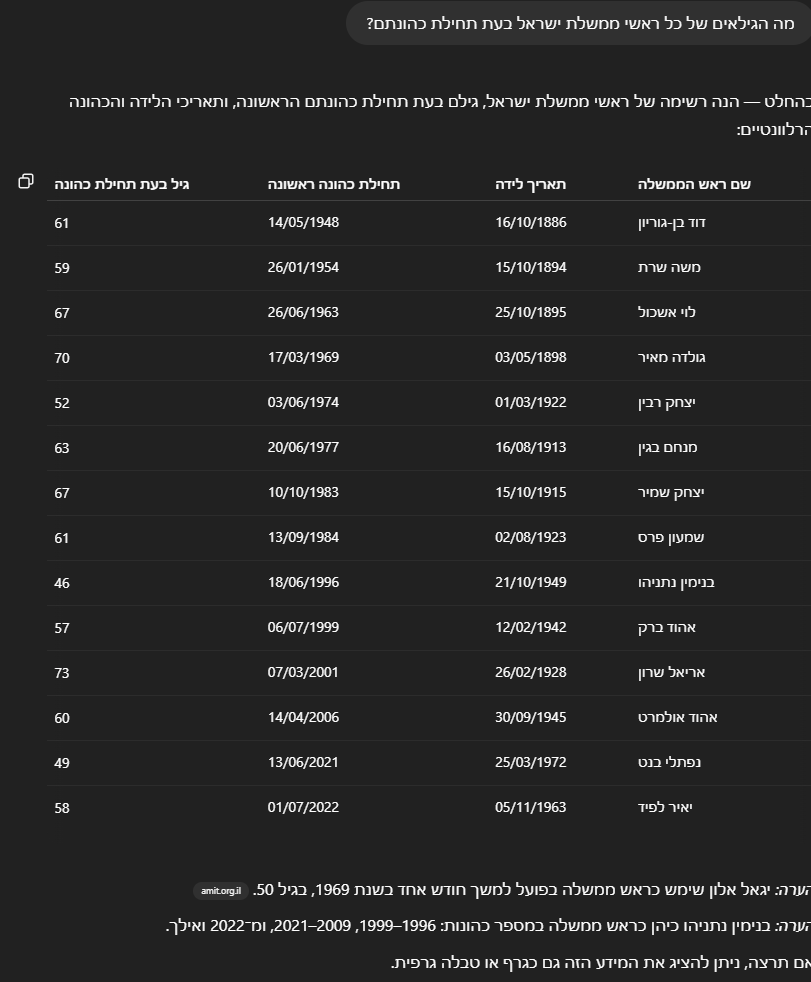 מה הגילאים של כל ראשי ממשלת ישראל בעת תחילת כהונתם?
בהחלט — הנה רשימה של ראשי ממשלת ישראל, גילם בעת תחילת כהונתם הראשונה, ותאריכי הלידה והכהונה
הרלוונטיים:
שם ראש הממשלה תאריך לידה תחילת כהונה ראשונה גיל בעת תחילת כהונה
דוד בן-גוריון 16/10/1886 14/05/1948 61
משה שרת 15/10/1894 26/01/1954 59
לוי אשכול 25/10/1895 26/06/1963 67
גולדה מאיר 03/05/1898 17/03/1969 70
יצחק רבין 01/03/1922 03/06/1974 52
מנחם בגין 16/08/1913 20/06/1977 63
יצחק שמיר 15/10/1915 10/10/1983 67
שמעון פרס 02/08/1923 13/09/1984 61
בנימין נתניהו 21/10/1949 18/06/1996 46
אהוד ברק 12/02/1942 06/07/1999 57
אריאל שרון 26/02/1928 07/03/2001 73
אהוד אולמרט 30/09/1945 14/04/2006 60
נפתלי בנט 25/03/1972 13/06/2021 49
יאיר לפיד 05/11/1963 01/07/2022 58
הערה: יגאל אלון שימש כראש ממשלה בפועל למשך חודש אחד בשנת 1969, בגיל 50. amit.org.il
הערה: בנימין נתניהו כיהן כראש ממשלה במספר כהונות: 1996–1999, 2009–2021, ומ־2022 ואילך.
אם תרצה, ניתן להציג את המידע הזה גם כגרף או טבלה גרפית.